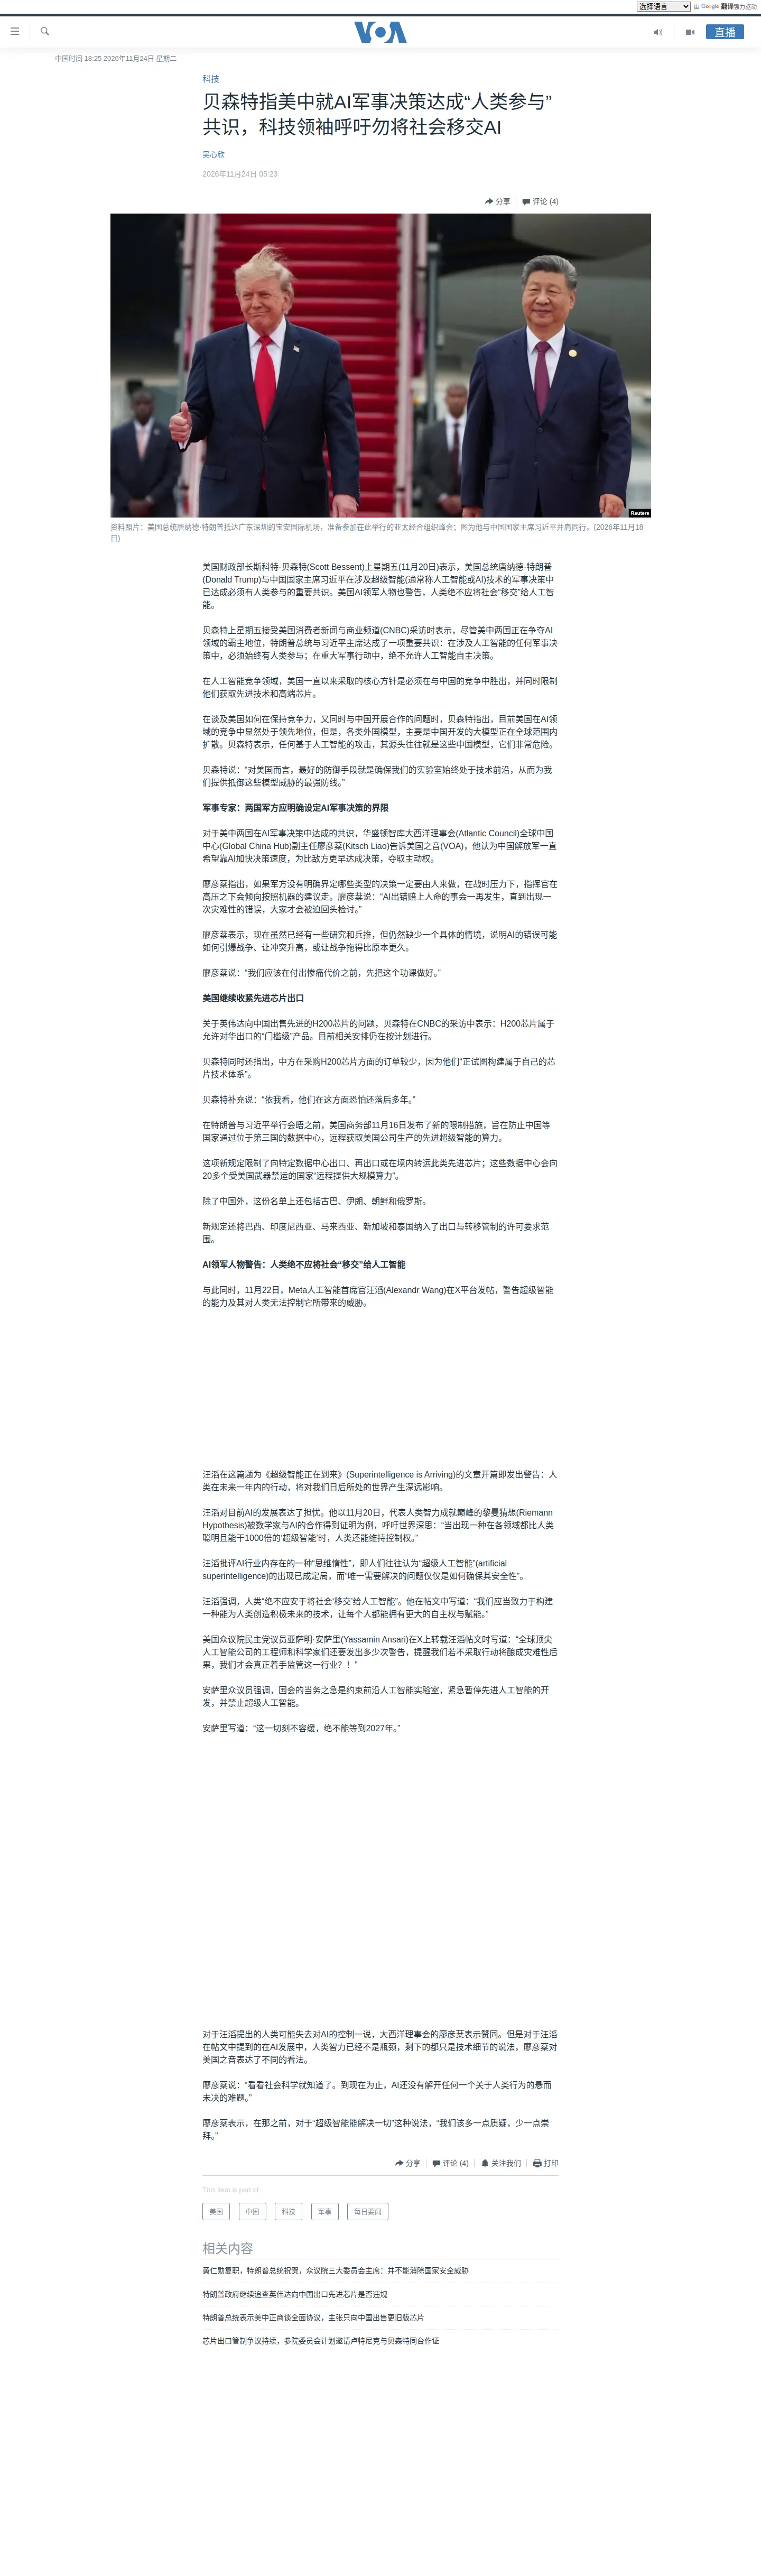 选择语言 由 Google 翻译强力驱动
VOA
直播
中国时间 18:25 2026年11月24日 星期二
科技
贝森特指美中就AI军事决策达成“人类参与”
共识，科技领袖呼吁勿将社会移交AI
吴心欣
2026年11月24日 05:23
分享 评论 (4)
Reuters
资料照片：美国总统唐纳德·特朗普抵达广东深圳的宝安国际机场，准备参加在此举行的亚太经合组织峰会；图为他与中国国家主席习近平并肩同行。(2026年11月18
日)
美国财政部长斯科特·贝森特(Scott Bessent)上星期五(11月20日)表示，美国总统唐纳德·特朗普
(Donald Trump)与中国国家主席习近平在涉及超级智能(通常称人工智能或AI)技术的军事决策中
已达成必须有人类参与的重要共识。美国AI领军人物也警告，人类绝不应将社会“移交”给人工智
能。
贝森特上星期五接受美国消费者新闻与商业频道(CNBC)采访时表示，尽管美中两国正在争夺AI
领域的霸主地位，特朗普总统与习近平主席达成了一项重要共识：在涉及人工智能的任何军事决
策中，必须始终有人类参与；在重大军事行动中，绝不允许人工智能自主决策。
在人工智能竞争领域，美国一直以来采取的核心方针是必须在与中国的竞争中胜出，并同时限制
他们获取先进技术和高端芯片。
在谈及美国如何在保持竞争力，又同时与中国开展合作的问题时，贝森特指出，目前美国在AI领
域的竞争中显然处于领先地位，但是，各类外国模型，主要是中国开发的大模型正在全球范围内
扩散。贝森特表示，任何基于人工智能的攻击，其源头往往就是这些中国模型，它们非常危险。
贝森特说：“对美国而言，最好的防御手段就是确保我们的实验室始终处于技术前沿，从而为我
们提供抵御这些模型威胁的最强防线。”
军事专家：两国军方应明确设定AI军事决策的界限
对于美中两国在AI军事决策中达成的共识，华盛顿智库大西洋理事会(Atlantic Council)全球中国
中心(Global China Hub)副主任廖彦棻(Kitsch Liao)告诉美国之音(VOA)，他认为中国解放军一直
希望靠AI加快决策速度，为比敌方更早达成决策，夺取主动权。
廖彦棻指出，如果军方没有明确界定哪些类型的决策一定要由人来做，在战时压力下，指挥官在
高压之下会倾向按照机器的建议走。廖彦棻说：“AI出错赔上人命的事会一再发生，直到出现一
次灾难性的错误，大家才会被迫回头检讨。”
廖彦棻表示，现在虽然已经有一些研究和兵推，但仍然缺少一个具体的情境，说明AI的错误可能
如何引爆战争、让冲突升高，或让战争拖得比原本更久。
廖彦棻说：“我们应该在付出惨痛代价之前，先把这个功课做好。”
美国继续收紧先进芯片出口
关于英伟达向中国出售先进的H200芯片的问题，贝森特在CNBC的采访中表示：H200芯片属于
允许对华出口的“门槛级”产品。目前相关安排仍在按计划进行。
贝森特同时还指出，中方在采购H200芯片方面的订单较少，因为他们“正试图构建属于自己的芯
片技术体系”。
贝森特补充说：“依我看，他们在这方面恐怕还落后多年。”
在特朗普与习近平举行会晤之前，美国商务部11月16日发布了新的限制措施，旨在防止中国等
国家通过位于第三国的数据中心，远程获取美国公司生产的先进超级智能的算力。
这项新规定限制了向特定数据中心出口、再出口或在境内转运此类先进芯片；这些数据中心会向
20多个受美国武器禁运的国家“远程提供大规模算力”。
除了中国外，这份名单上还包括古巴、伊朗、朝鲜和俄罗斯。
新规定还将巴西、印度尼西亚、马来西亚、新加坡和泰国纳入了出口与转移管制的许可要求范
围。
AI领军人物警告：人类绝不应将社会“移交”给人工智能
与此同时，11月22日，Meta人工智能首席官汪滔(Alexandr Wang)在X平台发帖，警告超级智能
的能力及其对人类无法控制它所带来的威胁。
汪滔在这篇题为《超级智能正在到来》(Superintelligence is Arriving)的文章开篇即发出警告：人
类在未来一年内的行动，将对我们日后所处的世界产生深远影响。
汪滔对目前AI的发展表达了担忧。他以11月20日，代表人类智力成就巅峰的黎曼猜想(Riemann
Hypothesis)被数学家与AI的合作得到证明为例，呼吁世界深思：“当出现一种在各领域都比人类
聪明且能干1000倍的‘超级智能’时，人类还能维持控制权。”
汪滔批评AI行业内存在的一种“思维惰性”，即人们往往认为“超级人工智能”(artificial
superintelligence)的出现已成定局，而“唯一需要解决的问题仅仅是如何确保其安全性”。
汪滔强调，人类“绝不应安于将社会‘移交’给人工智能”。他在帖文中写道：“我们应当致力于构建
一种能为人类创造积极未来的技术，让每个人都能拥有更大的自主权与赋能。”
美国众议院民主党议员亚萨明·安萨里(Yassamin Ansari)在X上转载汪滔帖文时写道：“全球顶尖
人工智能公司的工程师和科学家们还要发出多少次警告，提醒我们若不采取行动将酿成灾难性后
果，我们才会真正着手监管这一行业？！”
安萨里众议员强调，国会的当务之急是约束前沿人工智能实验室，紧急暂停先进人工智能的开
发，并禁止超级人工智能。
安萨里写道：“这一切刻不容缓，绝不能等到2027年。”
对于汪滔提出的人类可能失去对AI的控制一说，大西洋理事会的廖彦棻表示赞同。但是对于汪滔
在帖文中提到的在AI发展中，人类智力已经不是瓶颈，剩下的都只是技术细节的说法，廖彦棻对
美国之音表达了不同的看法。
廖彦棻说：“看看社会科学就知道了。到现在为止，AI还没有解开任何一个关于人类行为的悬而
未决的难题。”
廖彦棻表示，在那之前，对于“超级智能能解决一切”这种说法，“我们该多一点质疑，少一点崇
拜。”
分享 评论 (4) 关注我们 打印
This item is part of
美国 中国 科技 军事 每日要闻
相关内容
黄仁勋复职，特朗普总统祝贺，众议院三大委员会主席：并不能消除国家安全威胁
特朗普政府继续追查英伟达向中国出口先进芯片是否违规
特朗普总统表示美中正商谈全面协议，主张只向中国出售更旧版芯片
芯片出口管制争议持续，参院委员会计划邀请卢特尼克与贝森特同台作证